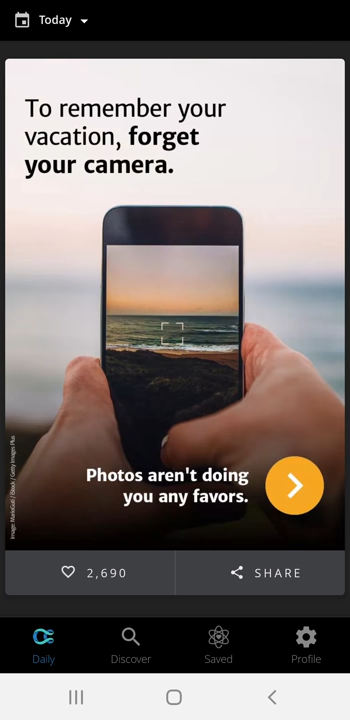 Today
To remember your
vacation, forget
your camera.
Photos aren't doing
you any favors.
2,690
SHARE
Daily
Discover
Saved
Profile